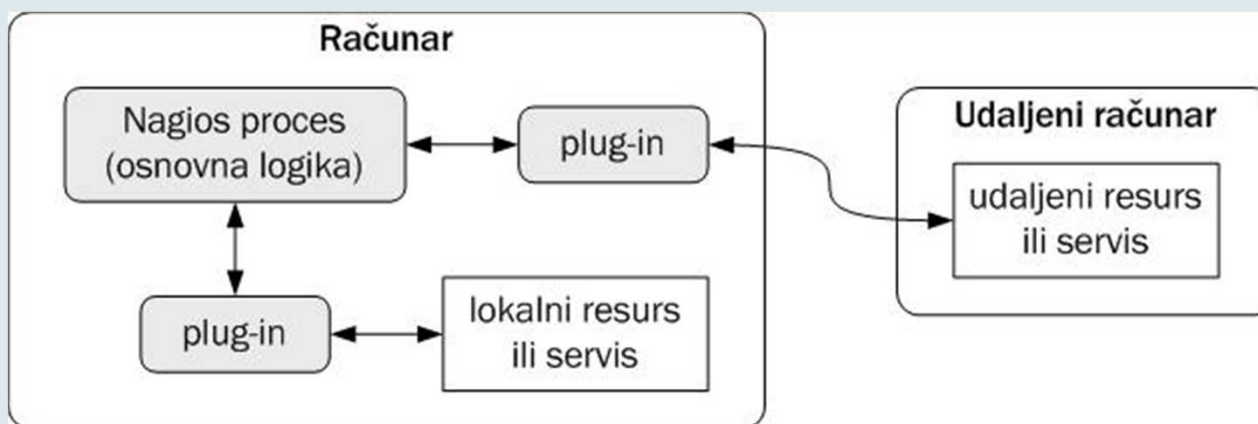 Računar
Nagios proces
(osnovna logika)
plug-in
Udaljeni računar
udaljeni resurs
ili servis
plug-in
lokalni resurs
ili servis